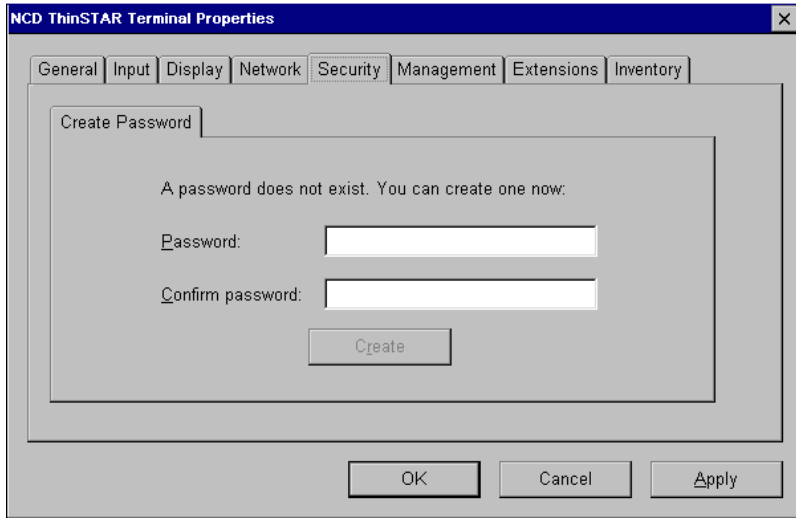 NCD ThinSTAR Terminal Properties
General Input Display Network Security Management Extensions Inventory
Create Password
A password does not exist. You can create one now:
Password:
Confirm password:
Create
OK Cancel Apply